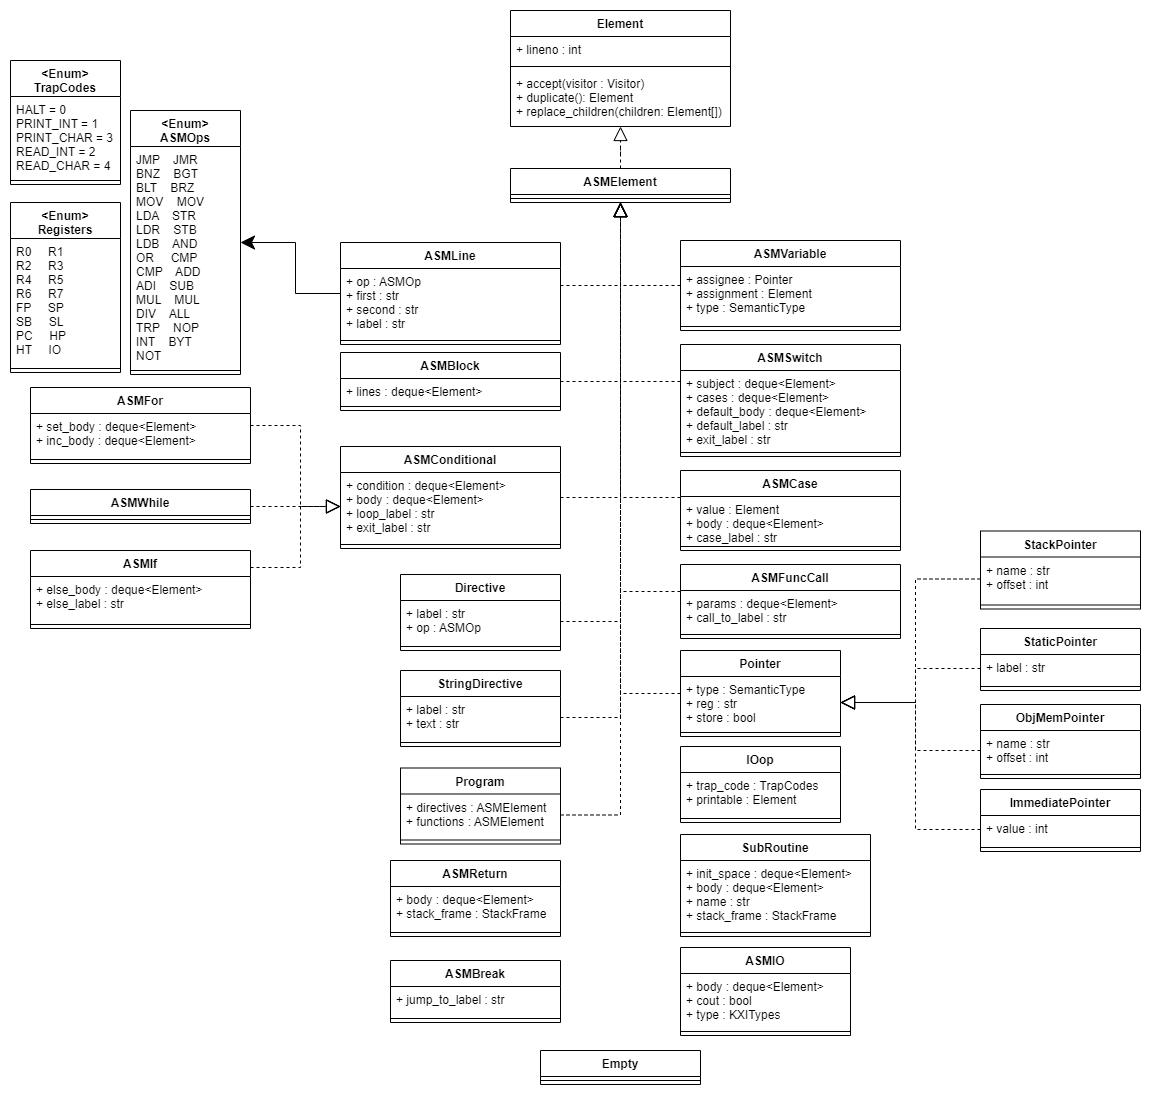 Element
+ lineno : int
+ accept(visitor : Visitor)
+ duplicate(): Element
+ replace_children(children: Element[])
<Enum>
TrapCodes
HALT = 0
PRINT_INT = 1
PRINT_CHAR = 3
READ_INT = 2
READ_CHAR = 4
<Enum>
ASMOps
JMP JMR
BNZ BGT
BLT BRZ
MOV MOV
LDA STR
LDR STB
LDB AND
OR CMP
CMP ADD
ADI SUB
MUL MUL
DIV ALL
TRP NOP
INT BYT
NOT
<Enum>
Registers
R0 R1
R2 R3
R4 R5
R6 R7
FP SP
SB SL
PC HP
HT IO
ASMElement
ASMLine
+ op : ASMOp
+ first : str
+ second : str
+ label : str
ASMVariable
+ assignee : Pointer
+ assignment : Element
+ type : SemanticType
ASMBlock
+ lines : deque<Element>
ASMSwitch
+ subject : deque<Element>
+ cases : deque<Element>
+ default_body : deque<Element>
+ default_label : str
+ exit_label : str
ASMFor
+ set_body : deque<Element>
+ inc_body : deque<Element>
ASMWhile
ASMIf
+ else_body : deque<Element>
+ else_label : str
ASMConditional
+ condition : deque<Element>
+ body : deque<Element>
+ loop_label : str
+ exit_label : str
ASMCase
+ value : Element
+ body : deque<Element>
+ case_label : str
Directive
+ label : str
+ op : ASMOp
ASMFuncCall
+ params : deque<Element>
+ call_to_label : str
StringDirective
+ label : str
+ text : str
Pointer
+ type : SemanticType
+ reg : str
+ store : bool
StackPointer
+ name : str
+ offset : int
StaticPointer
+ label : str
ObjMemPointer
+ name : str
+ offset : int
ImmediatePointer
+ value : int
Program
+ directives : ASMElement
+ functions : ASMElement
IOop
+ trap_code : TrapCodes
+ printable : Element
ASMReturn
+ body : deque<Element>
+ stack_frame : StackFrame
SubRoutine
+ init_space : deque<Element>
+ body : deque<Element>
+ name : str
+ stack_frame : StackFrame
ASMBreak
+ jump_to_label : str
ASMIO
+ body : deque<Element>
+ cout : bool
+ type : KXITypes
Empty